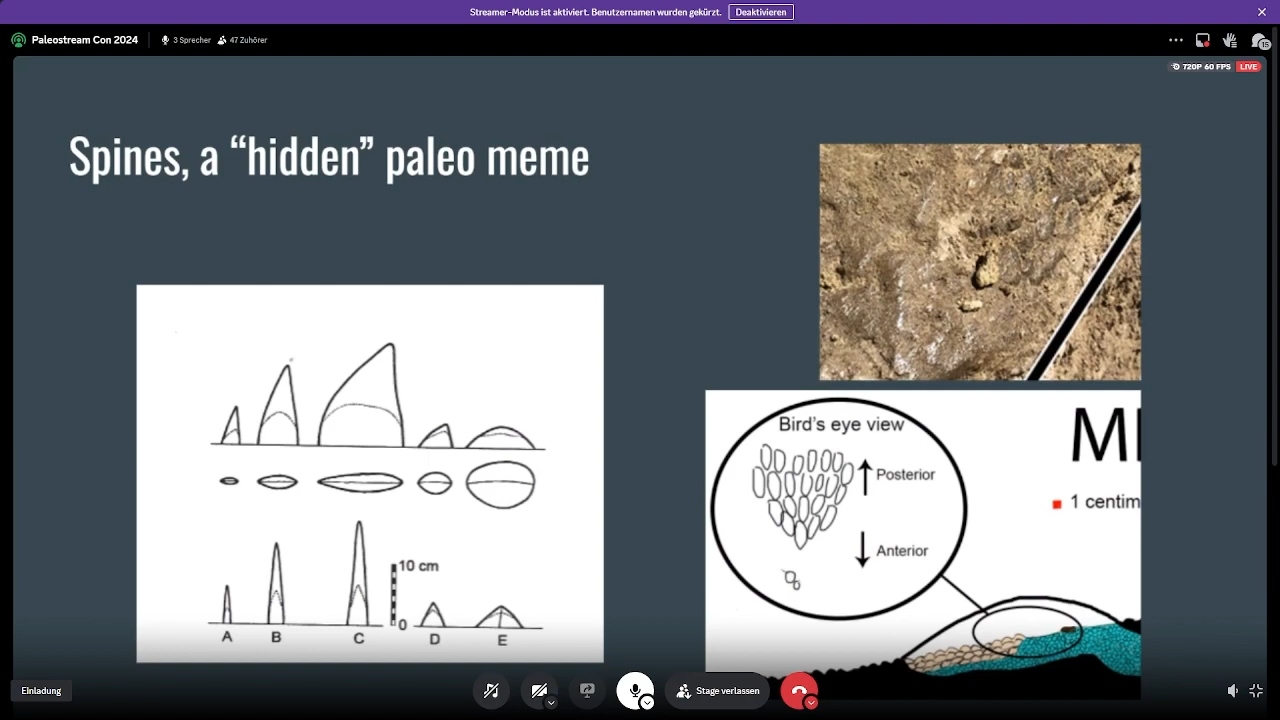 Streamer-Modus ist aktiviert. Benutzernamen wurden gekürzt. Deaktivieren
Paleostream Con 2024 3 Sprecher 47 Zuhörer
15
720P 60 FPS LIVE
Spines, a “hidden” paleo meme
10 cm
0
A B C D E
Bird's eye view
Posterior
Anterior
1 centim
Einladung
Stage verlassen